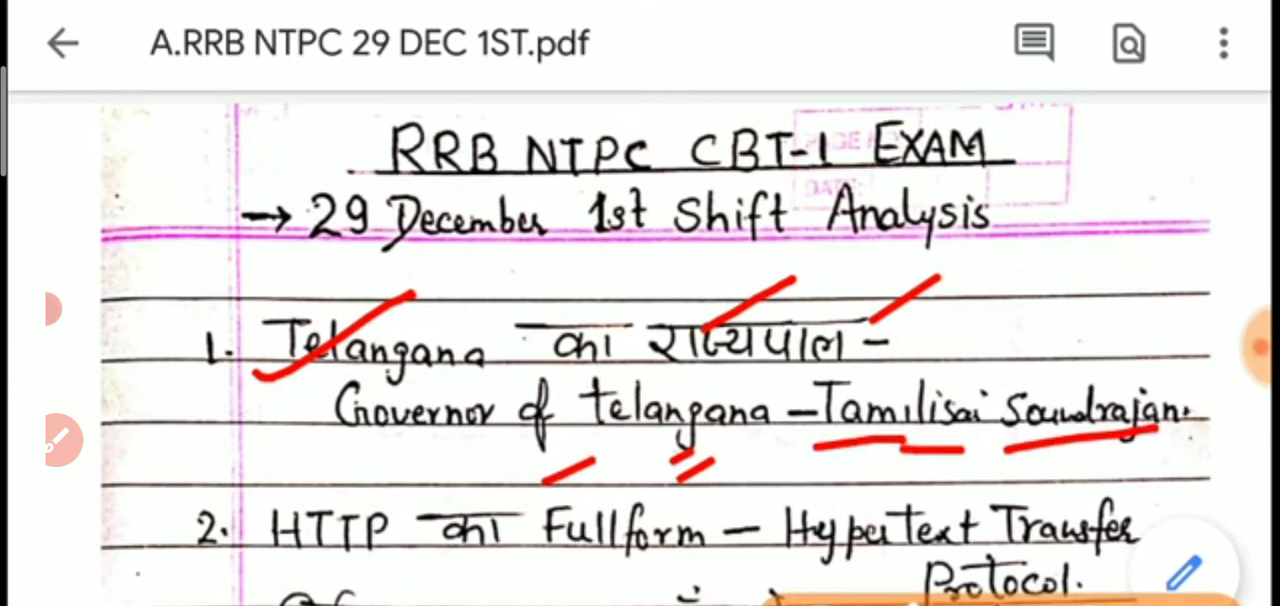 A.RRB NTPC 29 DEC 1ST.pdf
RRB NTPC CBT-1 EXAM
→ 29 December 1st Shift Analysis
1. Telangana का राज्यपाल –
Governor of telangana – Tamilisai Soundrajan.
2. HTTP का Fullform – Hypertext Transfer
Protocol.